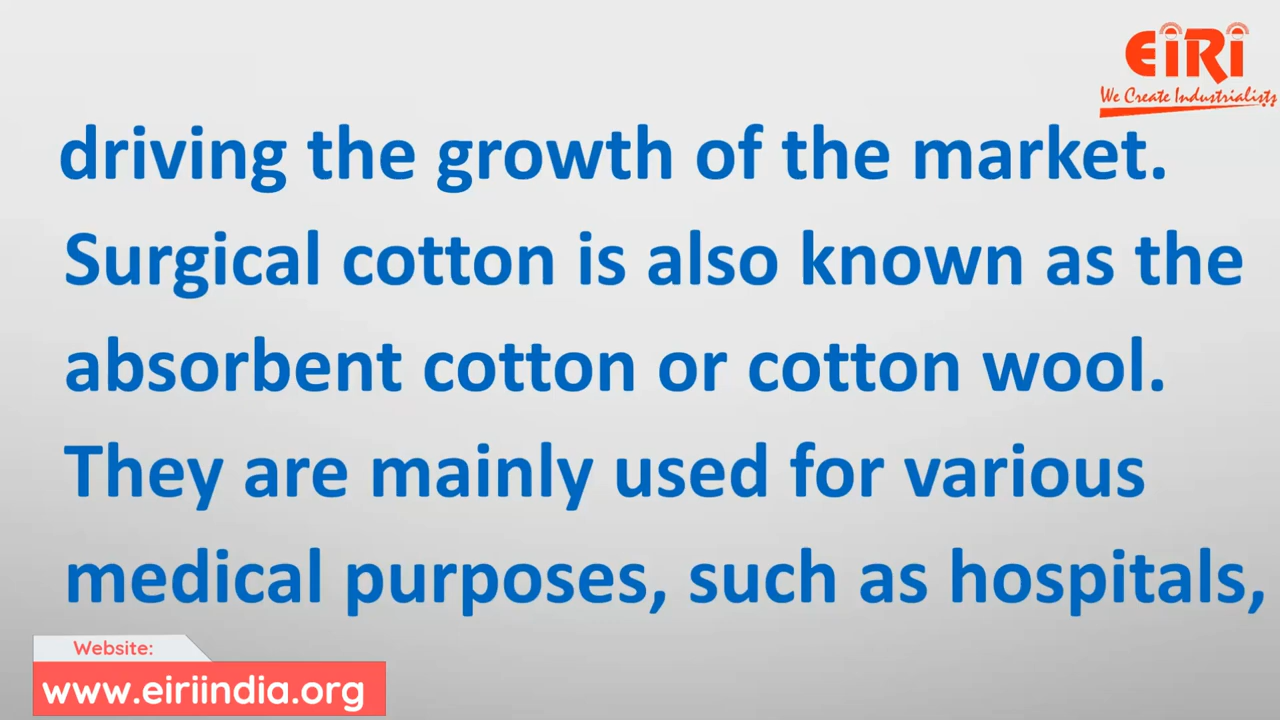 EiRi
We Create Industrialists
driving the growth of the market.
Surgical cotton is also known as the
absorbent cotton or cotton wool.
They are mainly used for various
medical purposes, such as hospitals,
Website:
www.eiriindia.org